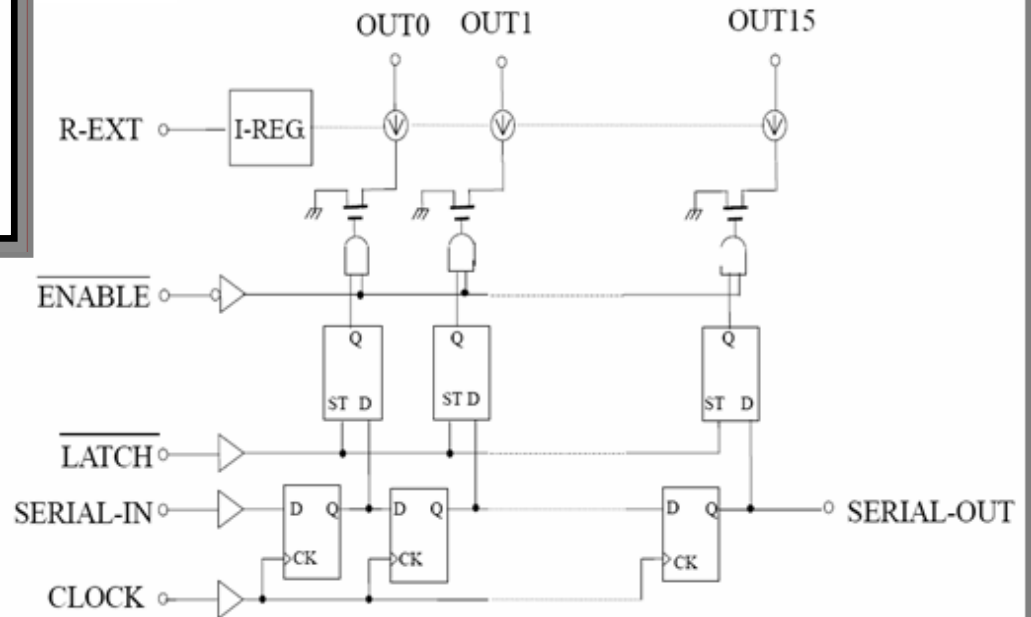 OUT0 OUT1 OUT15
R-EXT I-REG
ENABLE
Q Q Q
ST D ST D ST D
LATCH
SERIAL-IN D Q D Q D Q SERIAL-OUT
CK CK CK
CLOCK